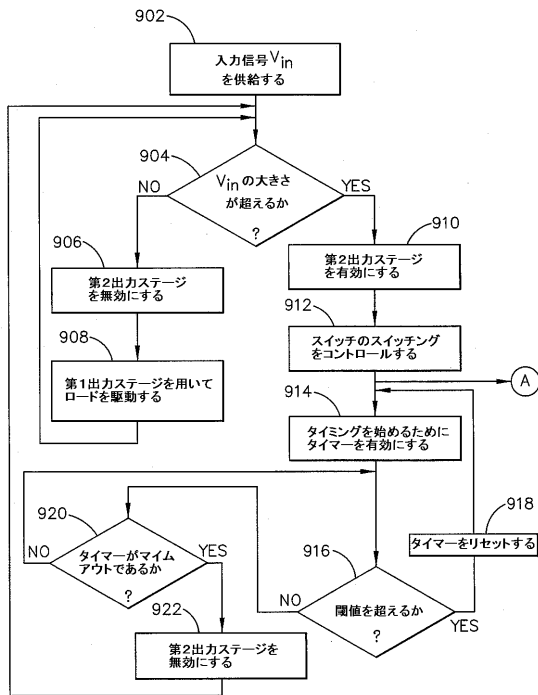 902
入力信号Vin
を供給する
904
Vinの大きさ
が超えるか
?
NO
YES
906
第2出力ステージ
を無効にする
908
第1出力ステージを用いて
ロードを駆動する
910
第2出力ステージ
を有効にする
912
スイッチのスイッチング
をコントロールする
A
914
タイミングを始めるために
タイマーを有効にする
918
タイマーをリセットする
916
閾値を超えるか
?
NO
YES
920
タイマーがマイム
アウトであるか
?
NO
YES
922
第2出力ステージを
無効にする